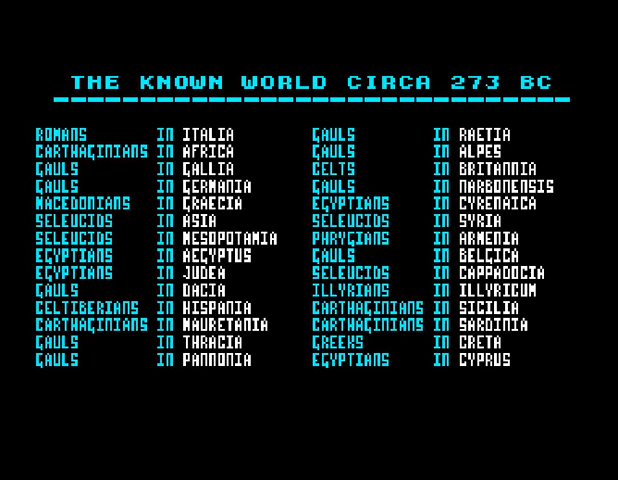 THE KNOWN WORLD CIRCA 273 BC
ROMANS IN ITALIA GAULS IN RAETIA
CARTHAGINIANS IN AFRICA GAULS IN ALPES
GAULS IN GALLIA CELTS IN BRITANNIA
GAULS IN GERMANIA GAULS IN NARBONENSIS
MACEDONIANS IN GRAECIA EGYPTIANS IN CYRENAICA
SELEUCIDS IN ASIA SELEUCIDS IN SYRIA
SELEUCIDS IN MESOPOTAMIA PHRYGIANS IN ARMENIA
EGYPTIANS IN AEGYPTUS GAULS IN BELGICA
EGYPTIANS IN JUDEA SELEUCIDS IN CAPPADOCIA
GAULS IN DACIA ILLYRIANS IN ILLYRICUM
CELTIBERIANS IN HISPANIA CARTHAGINIANS IN SICILIA
CARTHAGINIANS IN MAURETANIA CARTHAGINIANS IN SARDINIA
GAULS IN THRACIA GREEKS IN CRETA
GAULS IN PANNONIA EGYPTIANS IN CYPRUS